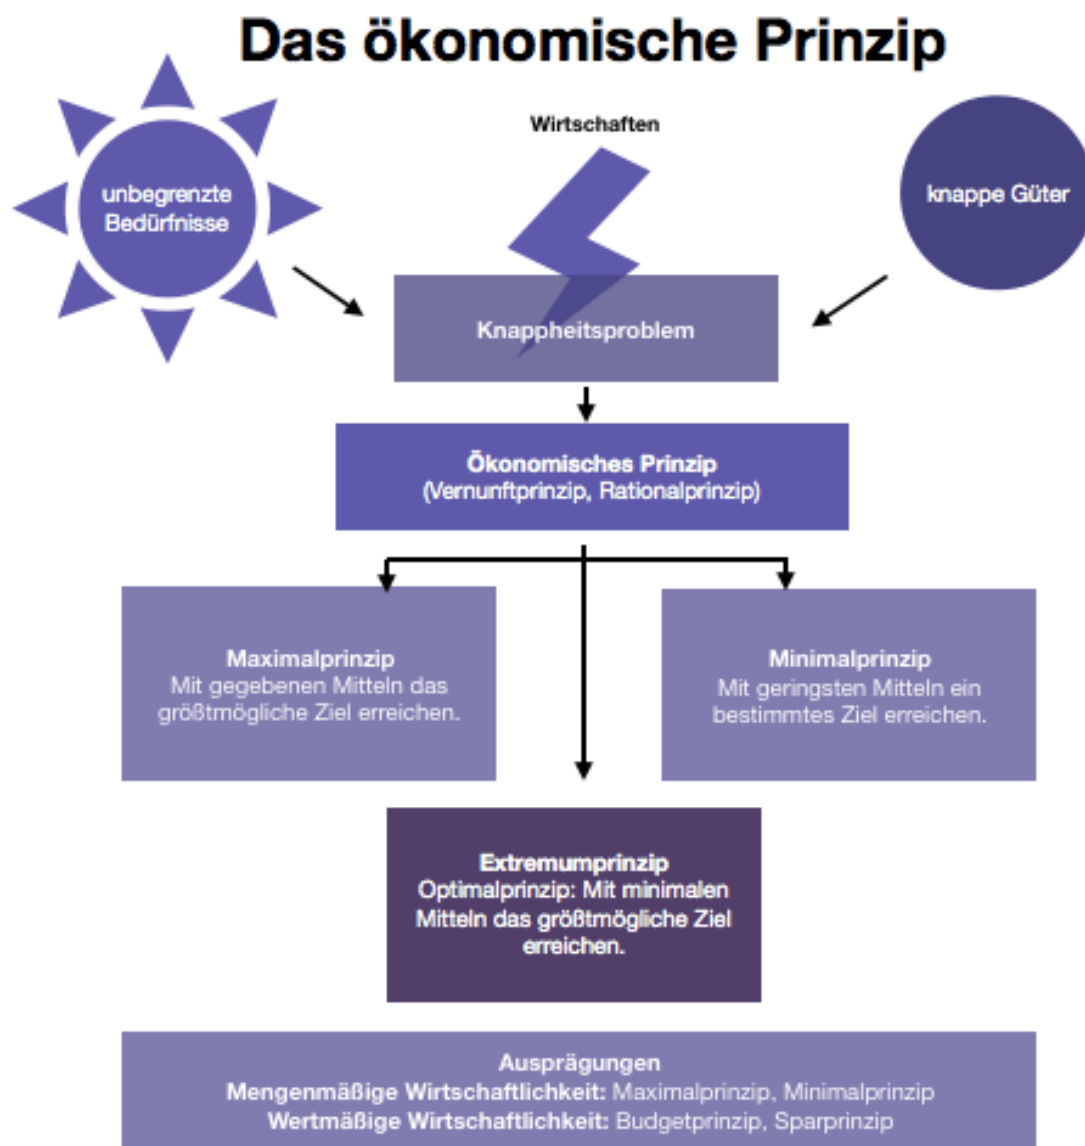 Das ökonomische Prinzip
unbegrenzte
Bedürfnisse
Wirtschaften
knappe Güter
Knappheitsproblem
Ökonomisches Prinzip
(Vernunftprinzip, Rationalprinzip)
Maximalprinzip
Mit gegebenen Mitteln das
größtmögliche Ziel erreichen.
Minimalprinzip
Mit geringsten Mitteln ein
bestimmtes Ziel erreichen.
Extremumprinzip
Optimalprinzip: Mit minimalen
Mitteln das größtmögliche Ziel
erreichen.
Ausprägungen
Mengenmäßige Wirtschaftlichkeit: Maximalprinzip, Minimalprinzip
Wertmäßige Wirtschaftlichkeit: Budgetprinzip, Sparprinzip